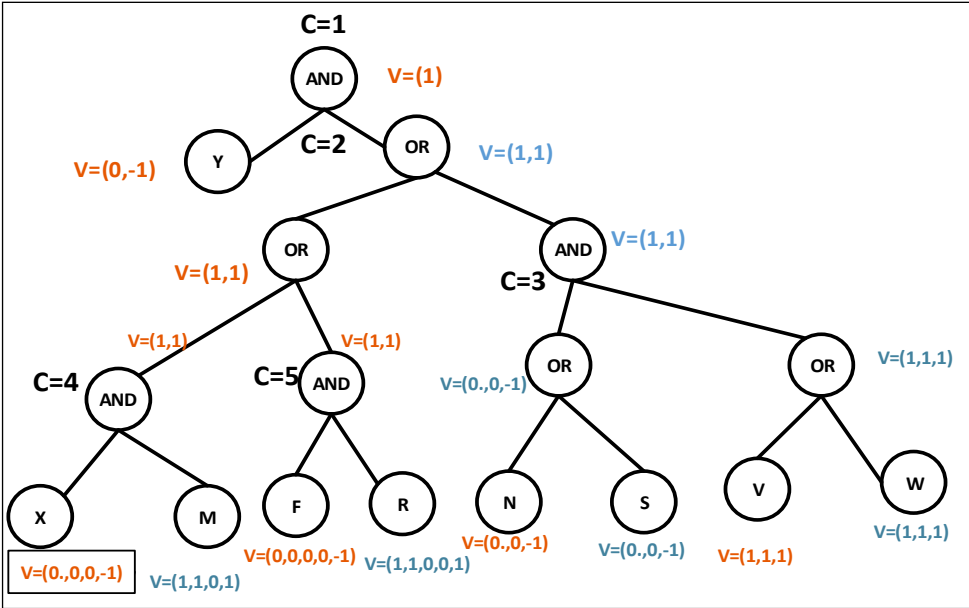 C=1
AND
V=(1)
Y
C=2
OR
V=(0,-1)
V=(1,1)
OR
AND
V=(1,1)
V=(1,1)
C=3
V=(1,1)
V=(1,1)
C=4
AND
C=5
AND
OR
V=(0.,0,-1)
OR
V=(1,1,1)
X
M
F
R
N
S
V
W
V=(0.,0,0,-1)
V=(1,1,0,1)
V=(0,0,0,0,-1)
V=(1,1,0,0,1)
V=(0.,0,-1)
V=(0.,0,-1)
V=(1,1,1)
V=(1,1,1)